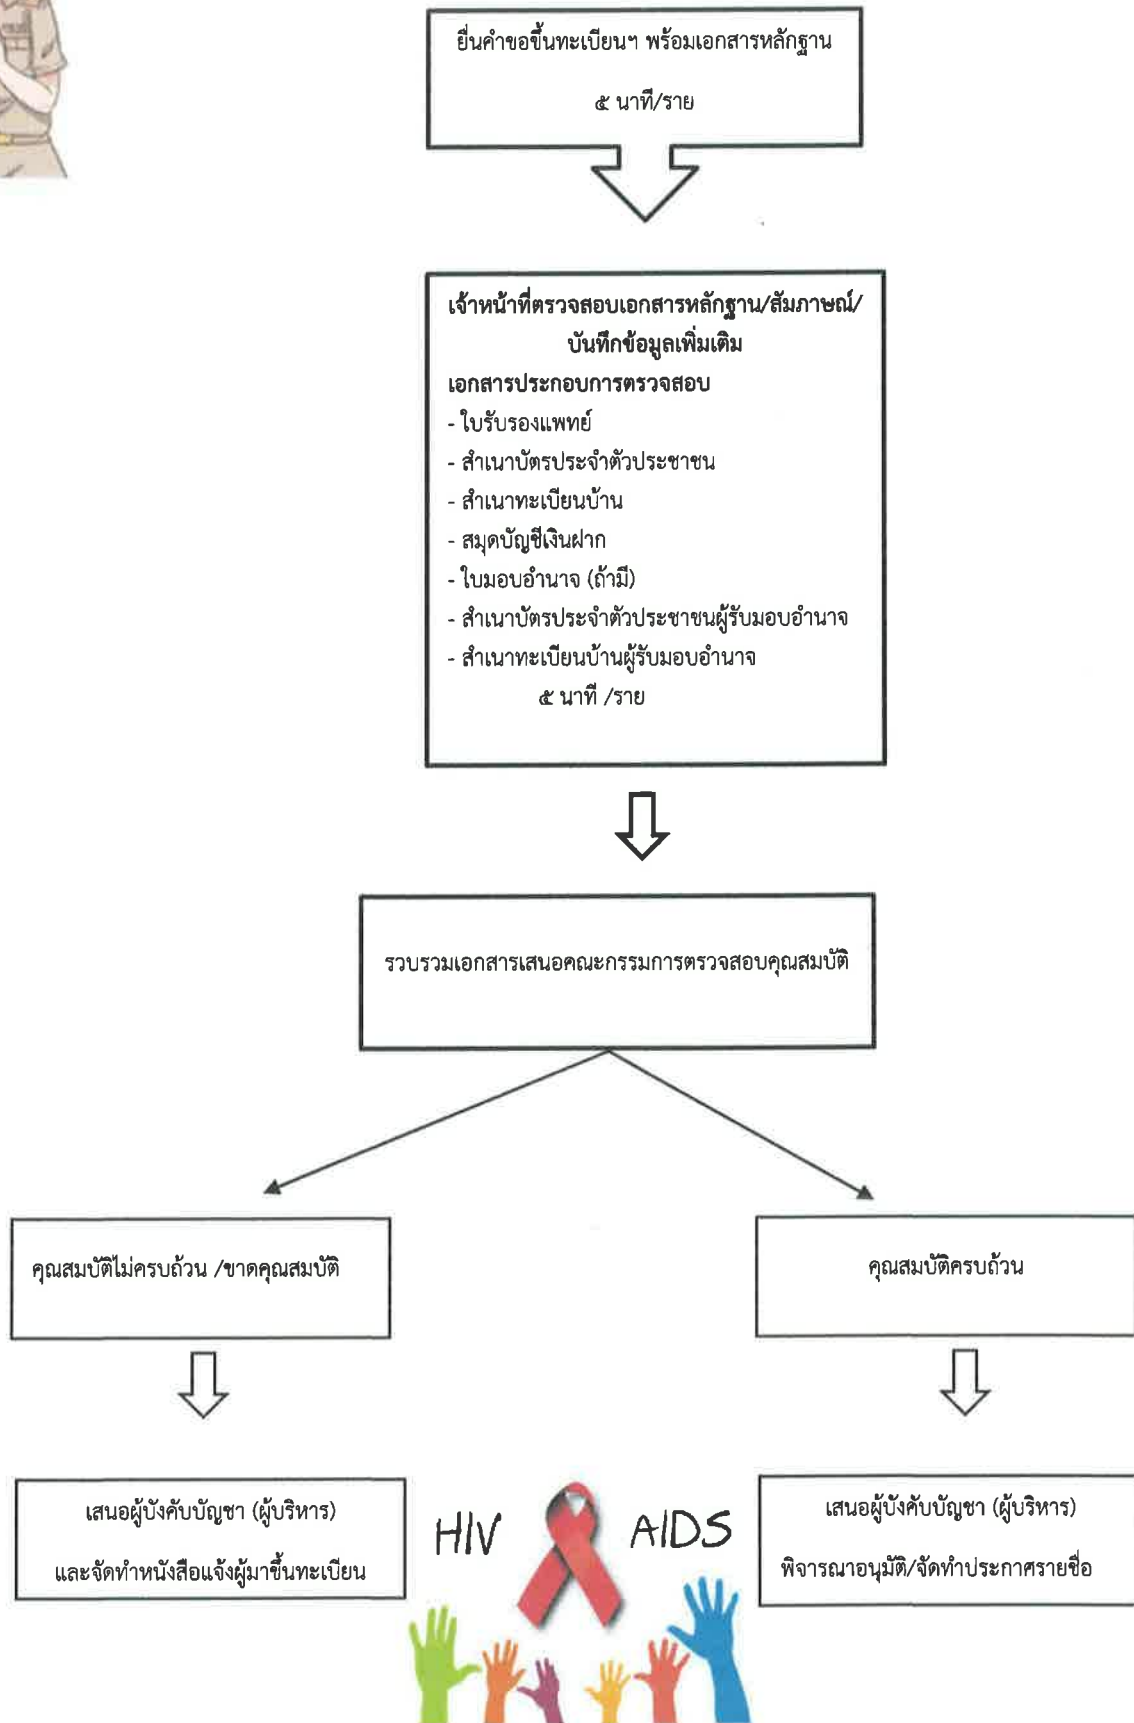 ยื่นคำขอขึ้นทะเบียนฯ พร้อมเอกสารหลักฐาน
๕ นาที/ราย
เจ้าหน้าที่ตรวจสอบเอกสารหลักฐาน/สัมภาษณ์/
บันทึกข้อมูลเพิ่มเติม
เอกสารประกอบการตรวจสอบ
- ใบรับรองแพทย์
- สำเนาบัตรประจำตัวประชาชน
- สำเนาทะเบียนบ้าน
- สมุดบัญชีเงินฝาก
- ใบมอบอำนาจ (ถ้ามี)
- สำเนาบัตรประจำตัวประชาชนผู้รับมอบอำนาจ
- สำเนาทะเบียนบ้านผู้รับมอบอำนาจ
๕ นาที /ราย
รวบรวมเอกสารเสนอคณะกรรมการตรวจสอบคุณสมบัติ
คุณสมบัติไม่ครบถ้วน /ขาดคุณสมบัติ
คุณสมบัติครบถ้วน
เสนอผู้บังคับบัญชา (ผู้บริหาร)
และจัดทำหนังสือแจ้งผู้มาขึ้นทะเบียน
HIV AIDS
เสนอผู้บังคับบัญชา (ผู้บริหาร)
พิจารณาอนุมัติ/จัดทำประกาศรายชื่อ